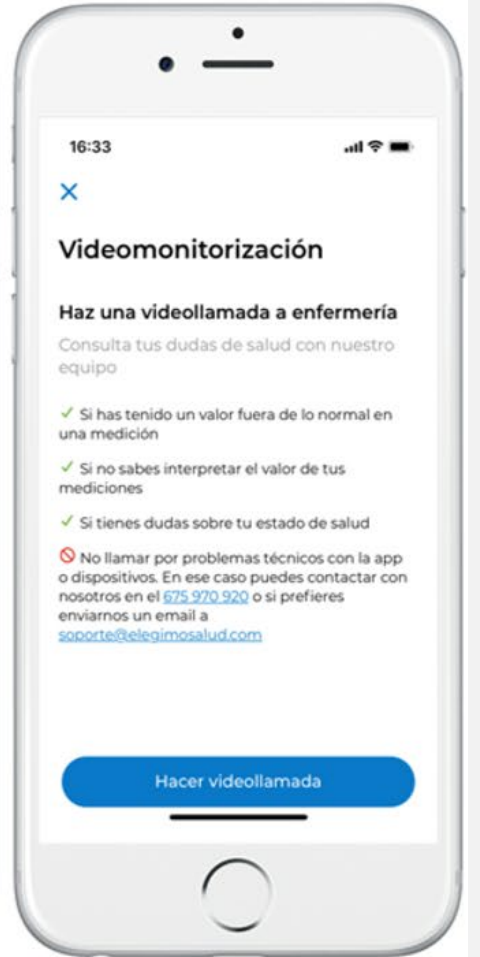 16:33
Videomonitorización
Haz una videollamada a enfermería
Consulta tus dudas de salud con nuestro
equipo
Si has tenido un valor fuera de lo normal en
una medición
Si no sabes interpretar el valor de tus
mediciones
Si tienes dudas sobre tu estado de salud
No llamar por problemas técnicos con la app
o dispositivos. En ese caso puedes contactar con
nosotros en el 675 970 920 o si prefieres
enviarnos un email a
soporte@elegimosalud.com
Hacer videollamada